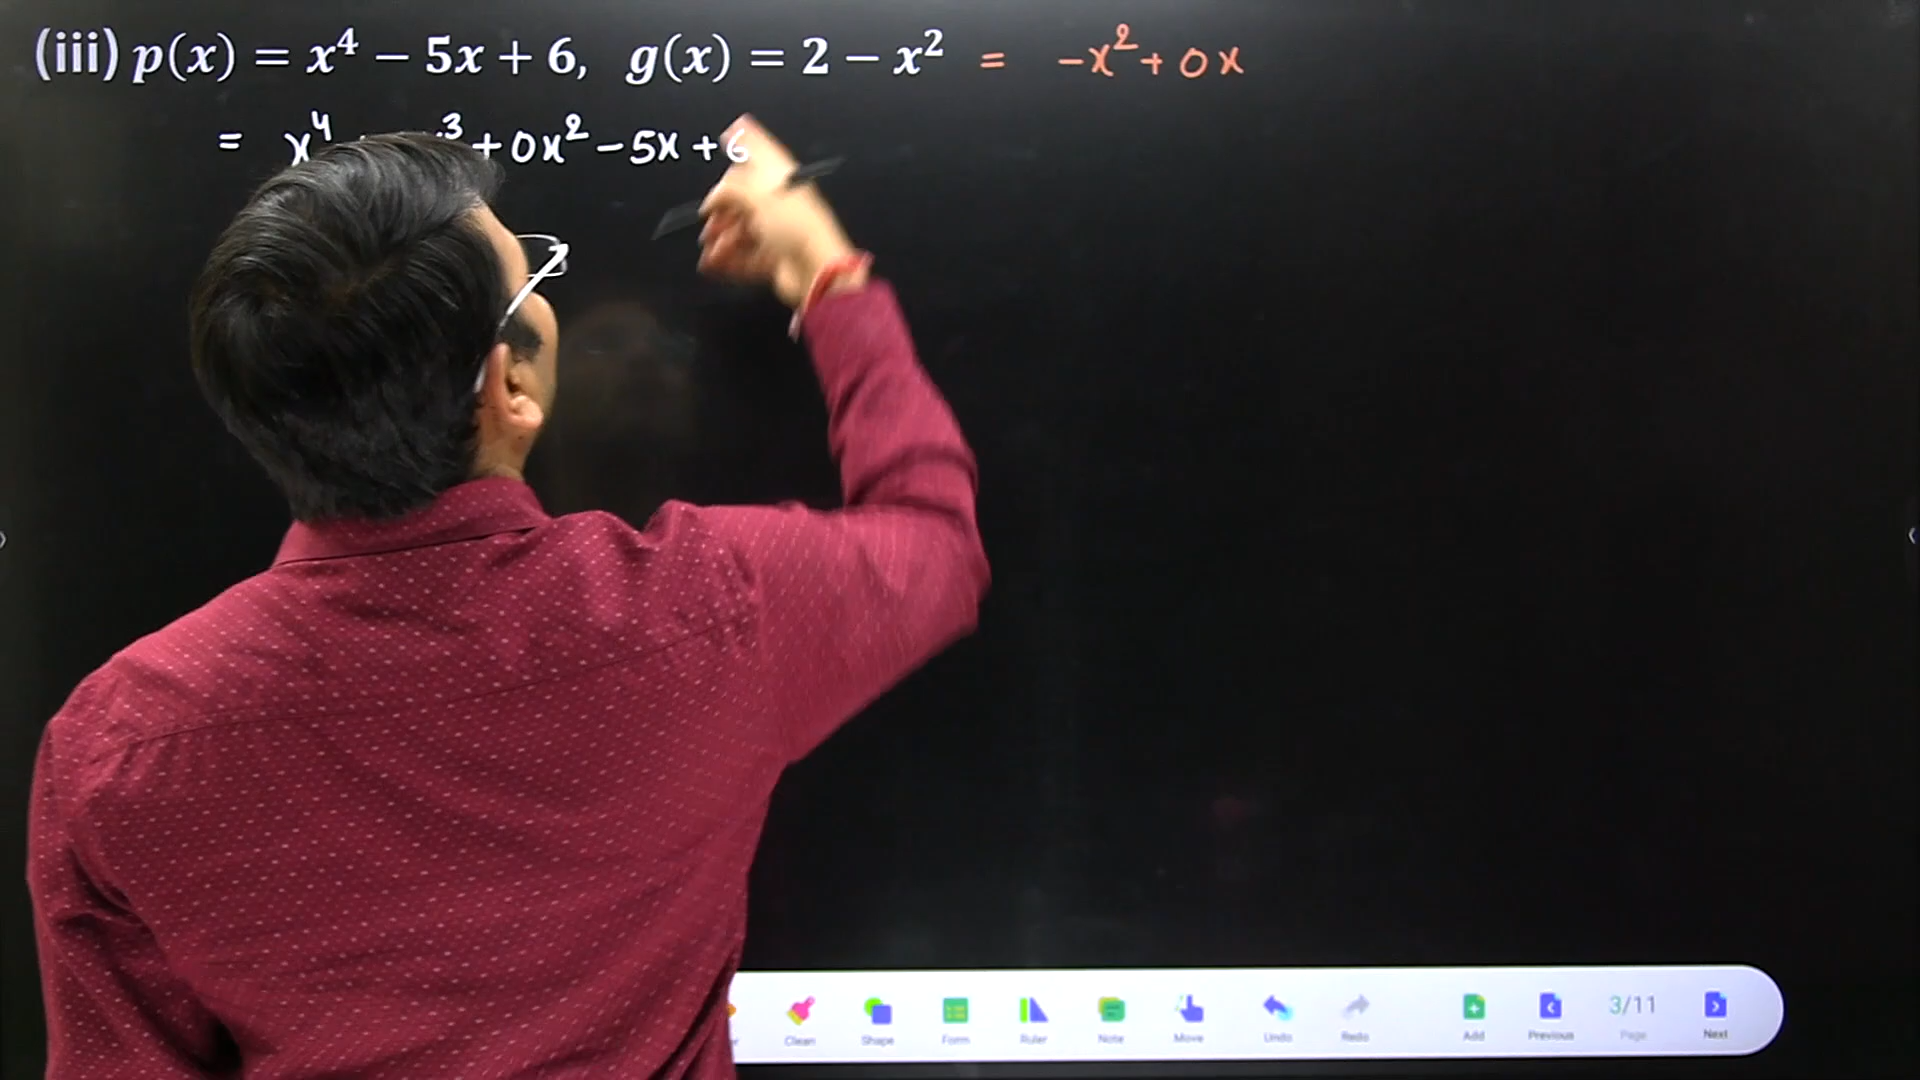 (iii) p(x) = x⁴ − 5x + 6, g(x) = 2 − x² = -x² + 0x
= x⁴ ³ + 0x² - 5x + 6
Clean Shape Form Ruler Note Move Undo Redo Add Previous 3/11 Page Next